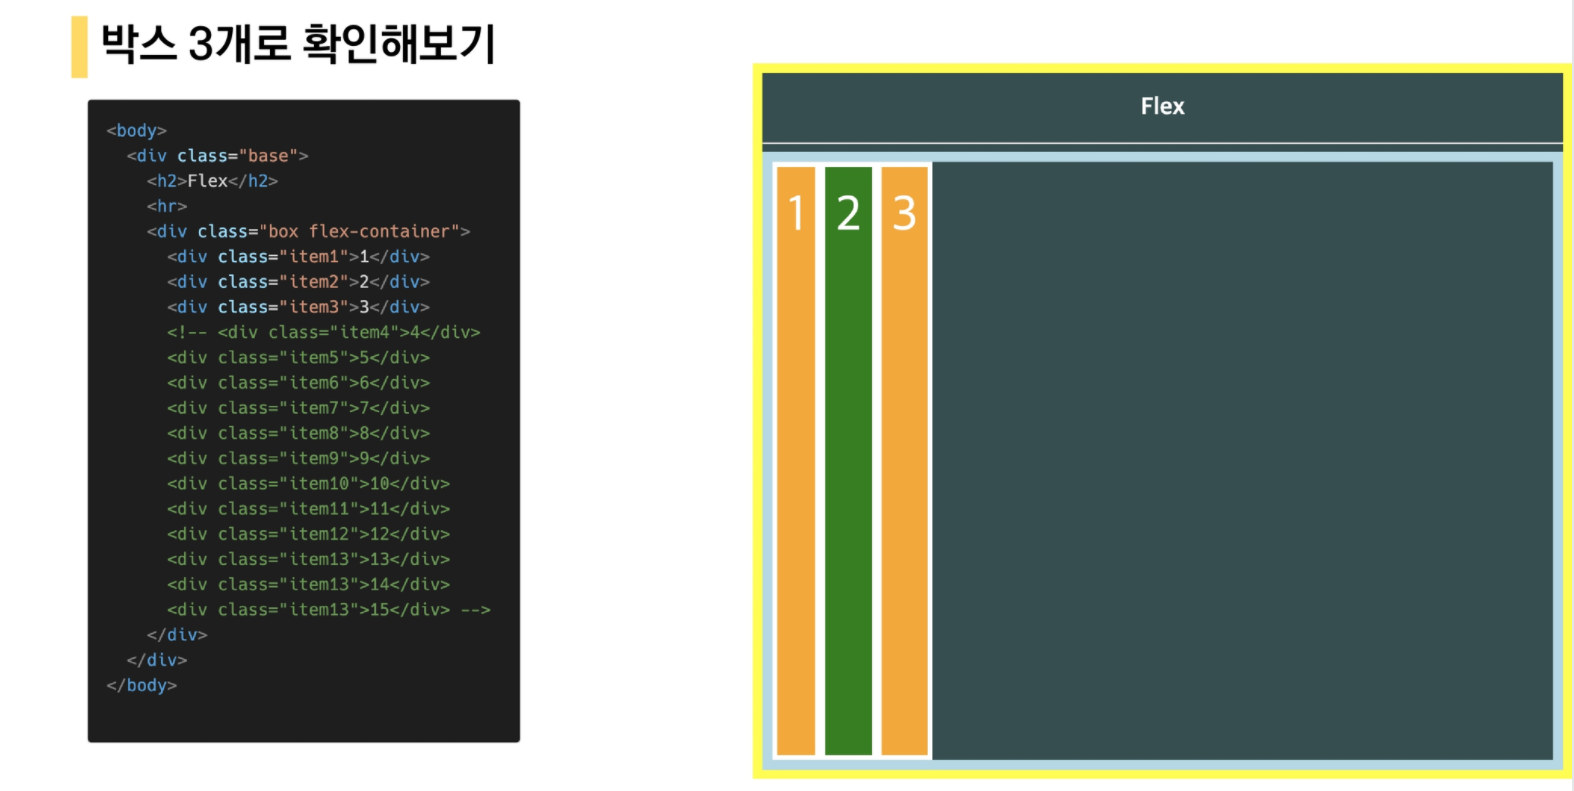 박스 3개로 확인해보기
<body>
<div class="base">
<h2>Flex</h2>
<hr>
<div class="box flex-container">
<div class="item1">1</div>
<div class="item2">2</div>
<div class="item3">3</div>
<!-- <div class="item4">4</div>
<div class="item5">5</div>
<div class="item6">6</div>
<div class="item7">7</div>
<div class="item8">8</div>
<div class="item9">9</div>
<div class="item10">10</div>
<div class="item11">11</div>
<div class="item12">12</div>
<div class="item13">13</div>
<div class="item13">14</div>
<div class="item13">15</div> -->
</div>
</div>
</body>
Flex
1 2 3